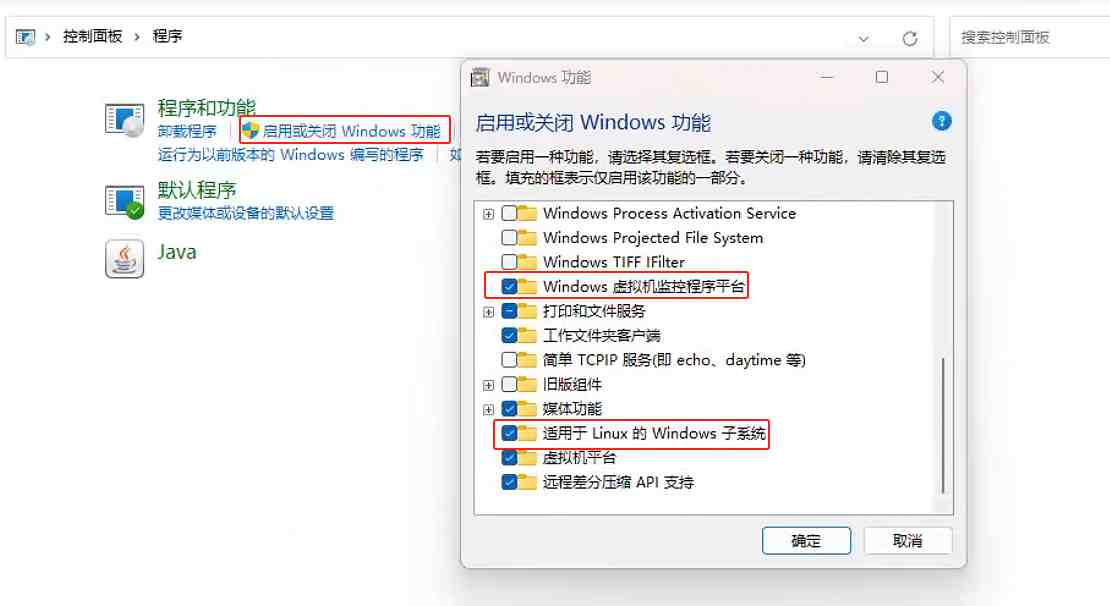 控制面板 程序
搜索控制面板
程序和功能
卸载程序 启用或关闭 Windows 功能
运行为以前版本的 Windows 编写的程序 如
默认程序
更改媒体或设备的默认设置
Java
Windows 功能
启用或关闭 Windows 功能
若要启用一种功能，请选择其复选框。若要关闭一种功能，请清除其复选
框。填充的框表示仅启用该功能的一部分。
Windows Process Activation Service
Windows Projected File System
Windows TIFF IFilter
Windows 虚拟机监控程序平台
打印和文件服务
工作文件夹客户端
简单 TCPIP 服务(即 echo、daytime 等)
旧版组件
媒体功能
适用于 Linux 的 Windows 子系统
虚拟机平台
远程差分压缩 API 支持
确定 取消